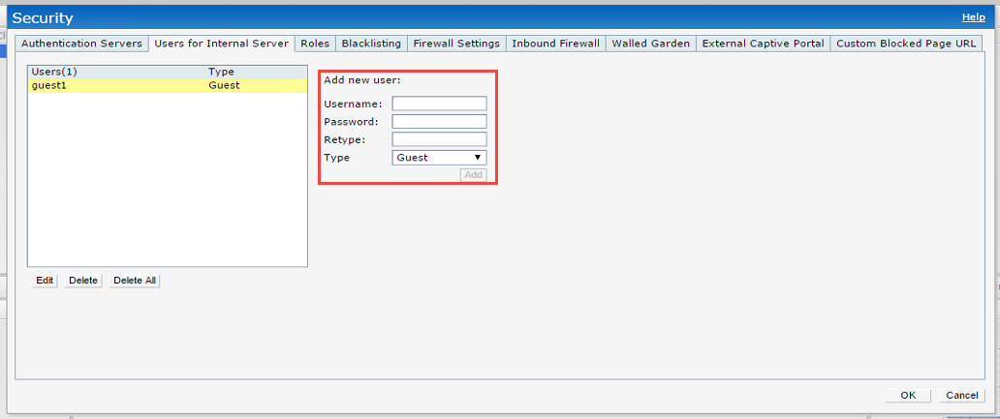 Security Help
Authentication Servers Users for Internal Server Roles Blacklisting Firewall Settings Inbound Firewall Walled Garden External Captive Portal Custom Blocked Page URL
Users(1) Type
guest1 Guest
Add new user:
Username:
Password:
Retype:
Type Guest
Add
Edit Delete Delete All
OK Cancel